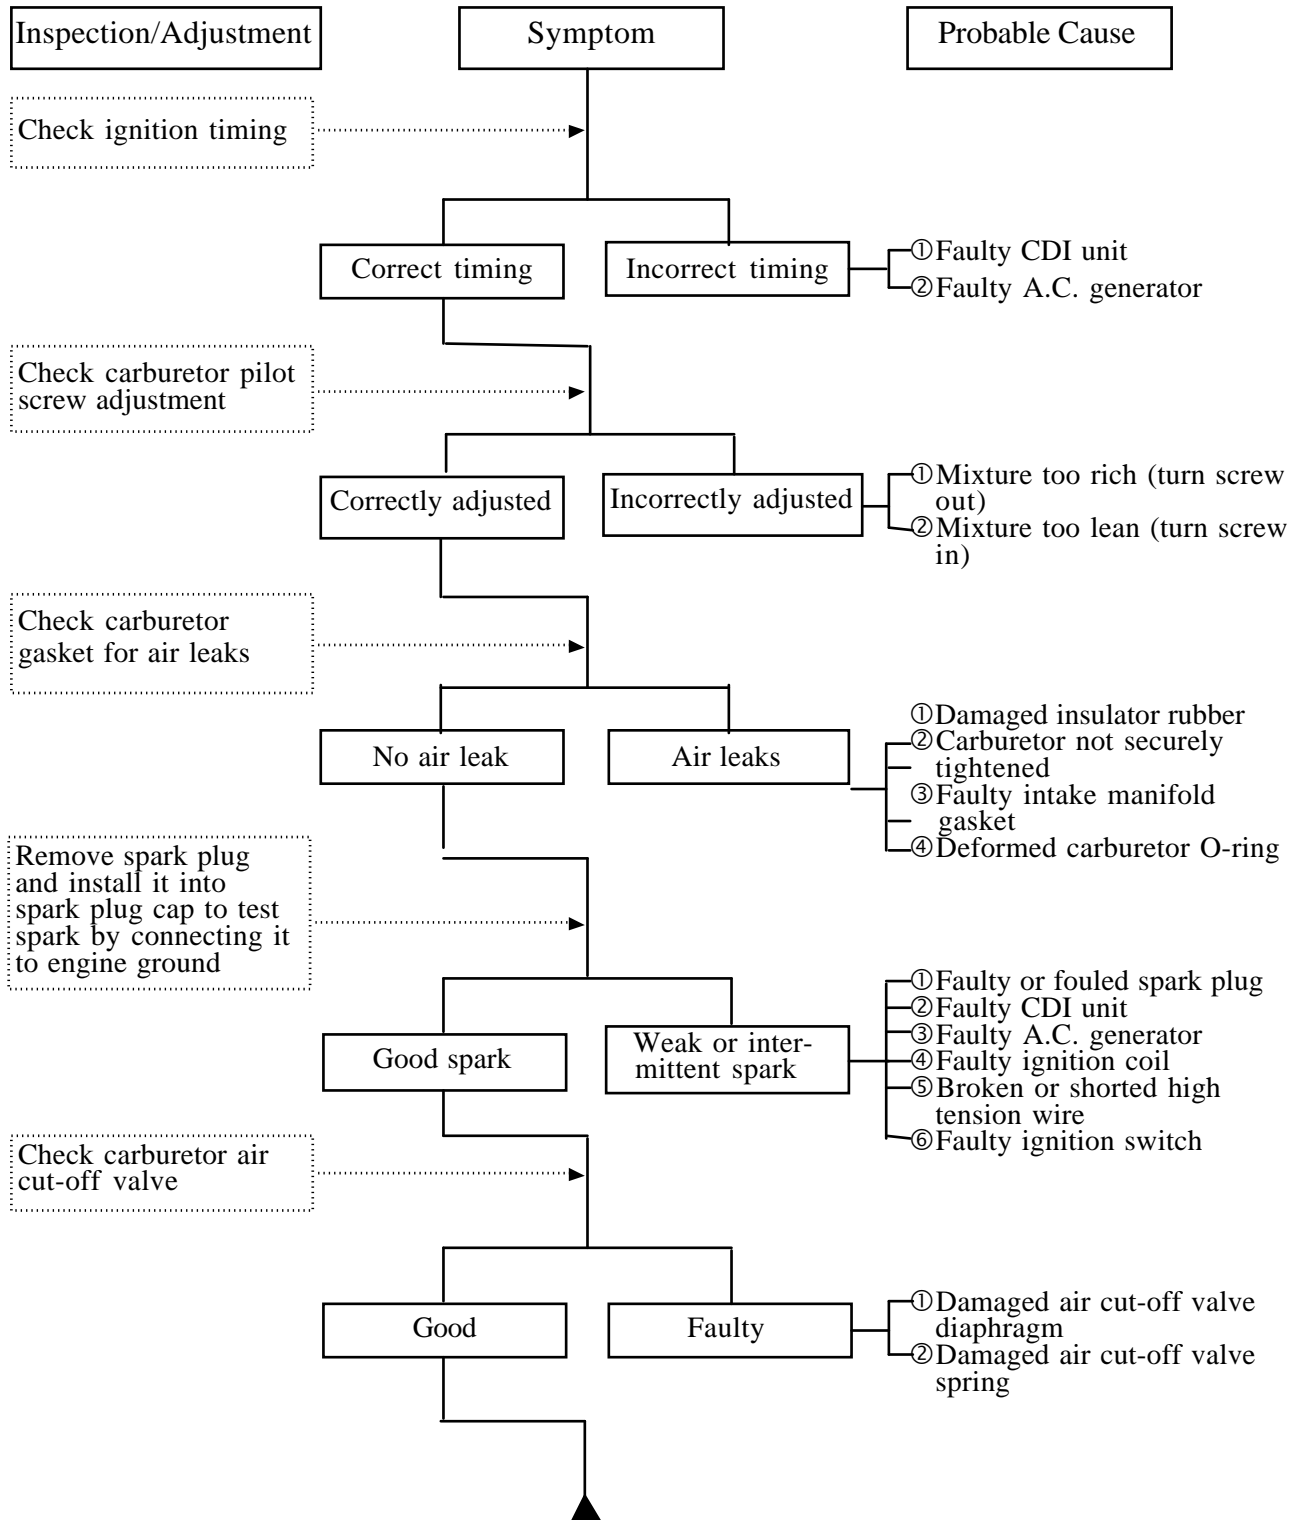 Inspection/Adjustment
Symptom
Probable Cause
Check ignition timing
Correct timing
Incorrect timing
①Faulty CDI unit
②Faulty A.C. generator
Check carburetor pilot
screw adjustment
Correctly adjusted
Incorrectly adjusted
①Mixture too rich (turn screw
out)
②Mixture too lean (turn screw
in)
Check carburetor
gasket for air leaks
No air leak
Air leaks
①Damaged insulator rubber
②Carburetor not securely
tightened
③Faulty intake manifold
gasket
④Deformed carburetor O-ring
Remove spark plug
and install it into
spark plug cap to test
spark by connecting it
to engine ground
Good spark
Weak or inter-
mittent spark
①Faulty or fouled spark plug
②Faulty CDI unit
③Faulty A.C. generator
④Faulty ignition coil
⑤Broken or shorted high
tension wire
⑥Faulty ignition switch
Check carburetor air
cut-off valve
Good
Faulty
①Damaged air cut-off valve
diaphragm
②Damaged air cut-off valve
spring